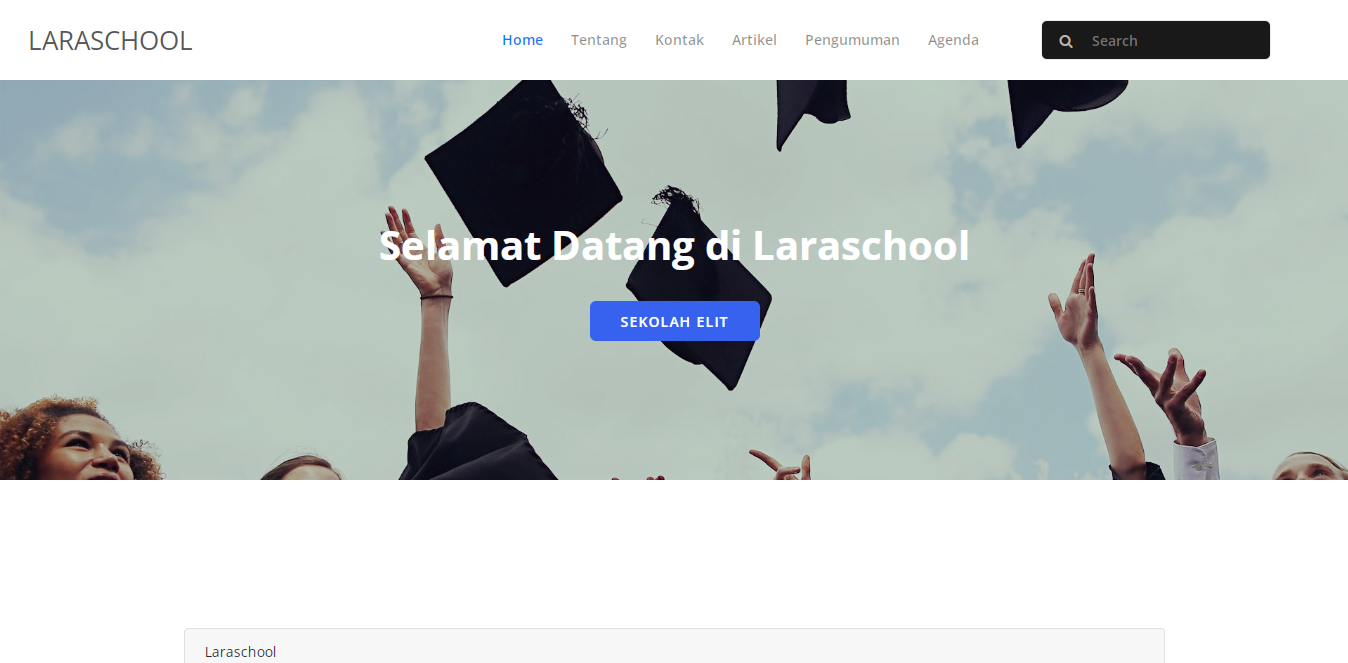 LARASCHOOL
Home Tentang Kontak Artikel Pengumuman Agenda
Search
Selamat Datang di Laraschool
SEKOLAH ELIT
Laraschool